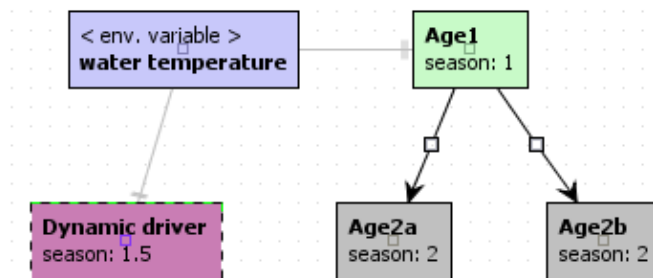 < env. variable >
water temperature
Age1
season: 1
Dynamic driver
season: 1.5
Age2a
season: 2
Age2b
season: 2